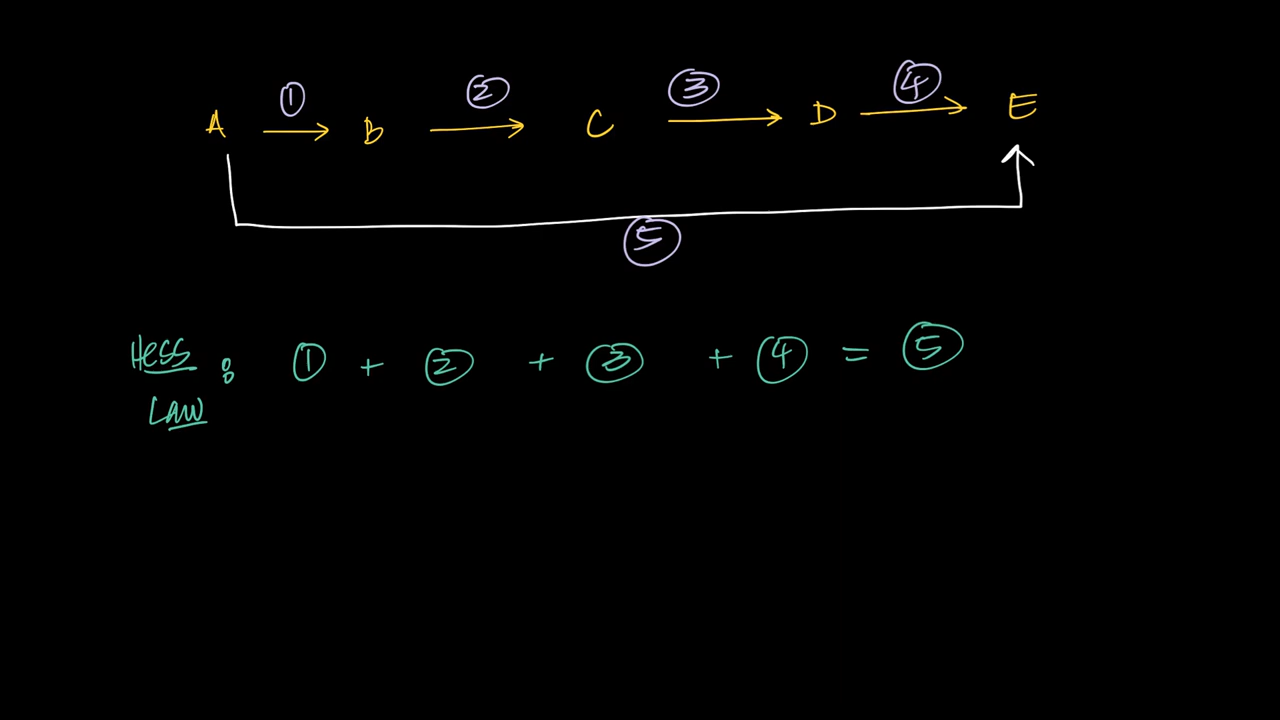 ① ② ③ ④
A → B → C → D → E
⑤
Hess : ① + ② + ③ + ④ = ⑤
Law